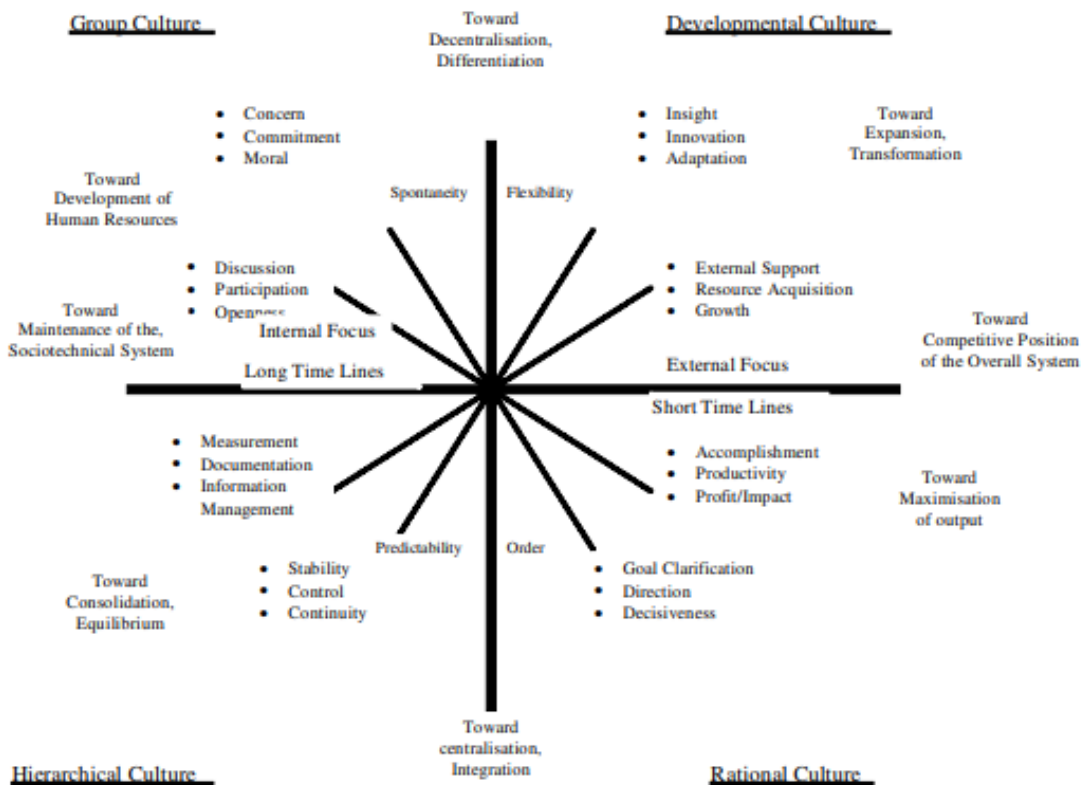 Group Culture
Toward
Decentralisation,
Differentiation
Developmental Culture
• Concern
• Commitment
• Moral
• Insight
• Innovation
• Adaptation
Toward
Expansion,
Transformation
Toward
Development of
Human Resources
Spontaneity
Flexibility
• Discussion
• Participation
• Openness
• External Support
• Resource Acquisition
• Growth
Toward
Maintenance of the,
Sociotechnical System
Internal Focus
Long Time Lines
External Focus
Short Time Lines
Toward
Competitive Position
of the Overall System
• Measurement
• Documentation
• Information
Management
• Accomplishment
• Productivity
• Profit/Impact
Toward
Maximisation
of output
Predictability
Order
Toward
Consolidation,
Equilibrium
• Stability
• Control
• Continuity
• Goal Clarification
• Direction
• Decisiveness
Toward
centralisation,
Integration
Hierarchical Culture
Rational Culture